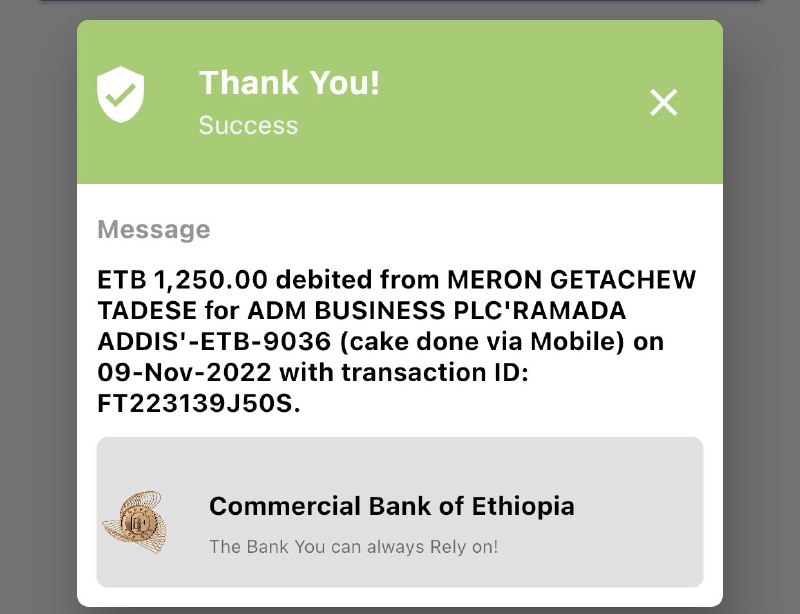 Thank You!
Success
Message
ETB 1,250.00 debited from MERON GETACHEW
TADESE for ADM BUSINESS PLC'RAMADA
ADDIS'-ETB-9036 (cake done via Mobile) on
09-Nov-2022 with transaction ID:
FT223139J50S.
Commercial Bank of Ethiopia
The Bank You can always Rely on!